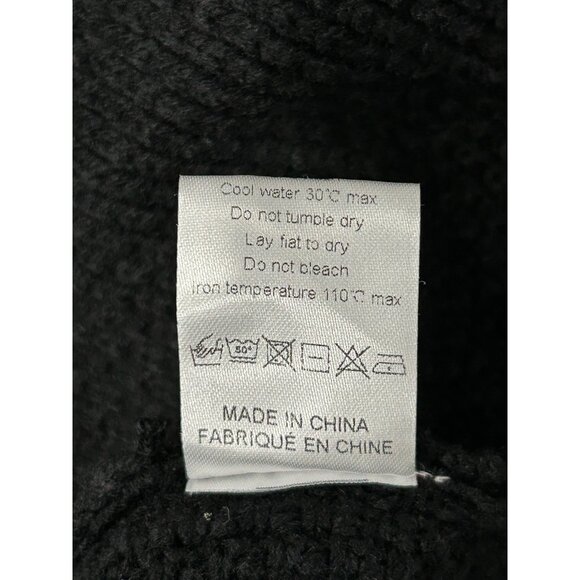 Cool water 30°C max
Do not tumble dry
Lay flat to dry
Do not bleach
Iron temperature 110°C max
50°
MADE IN CHINA
FABRIQUÉ EN CHINE